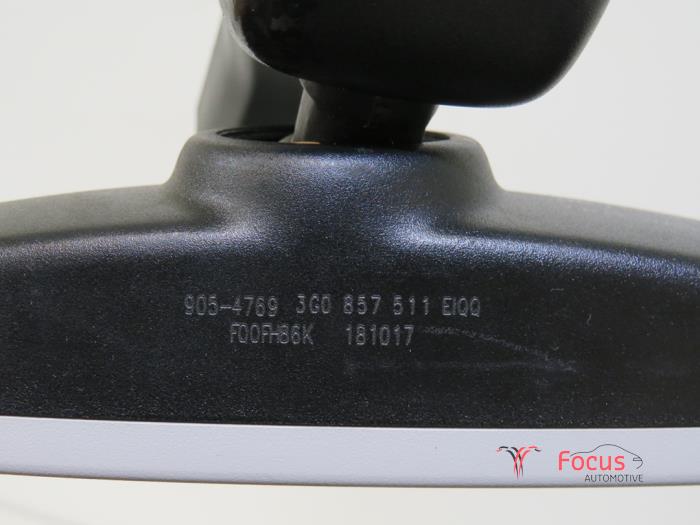 905-4769 3G0 857 511 EIQQ
F00FH86K 181017
Focus
AUTOMOTIVE